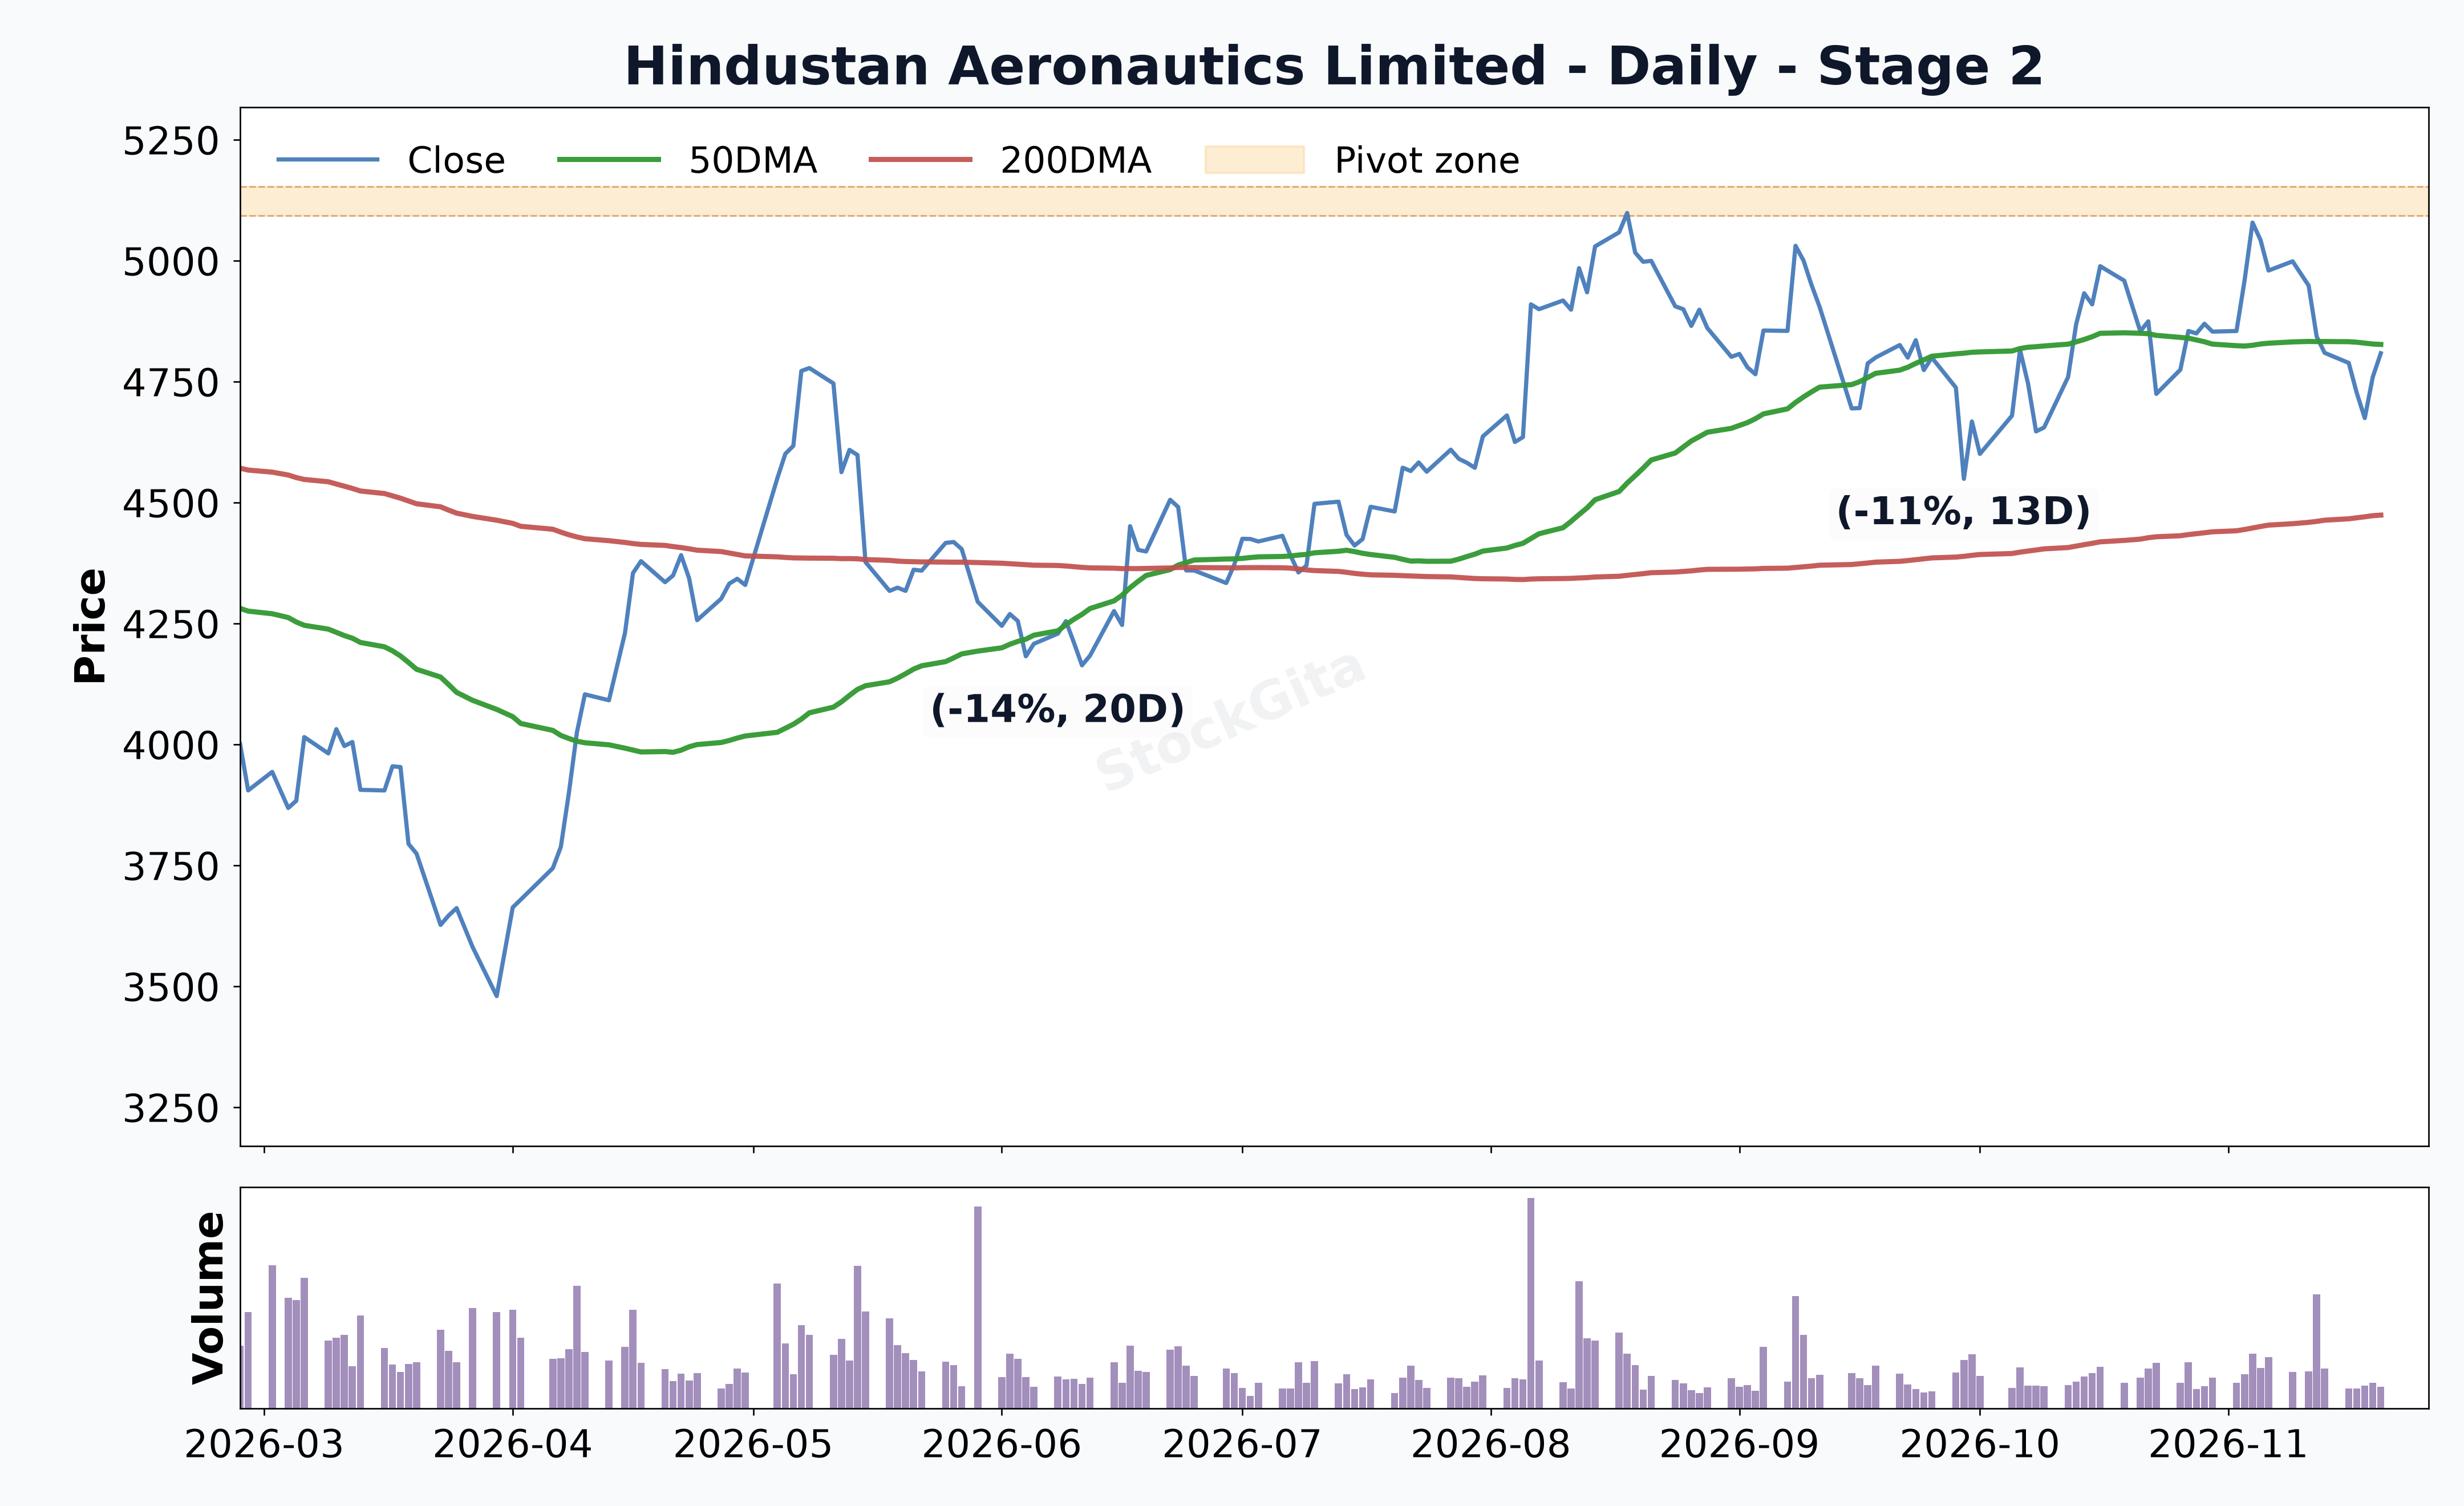 Hindustan Aeronautics Limited - Daily - Stage 2
Close 50DMA 200DMA Pivot zone
5250
5000
4750
4500
4250
4000
3750
3500
3250
Price
(-11%, 13D)
(-14%, 20D)
StockGita
Volume
2026-03 2026-04 2026-05 2026-06 2026-07 2026-08 2026-09 2026-10 2026-11